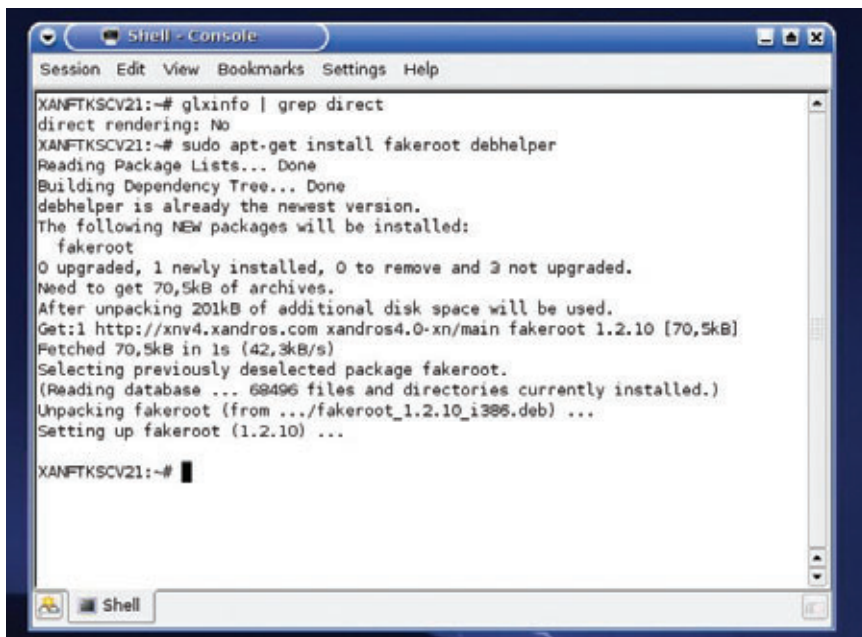 Shell - Console
Session Edit View Bookmarks Settings Help
XANFTKSCV21:~# glxinfo | grep direct
direct rendering: No
XANFTKSCV21:~# sudo apt-get install fakeroot debhelper
Reading Package Lists... Done
Building Dependency Tree... Done
debhelper is already the newest version.
The following NEW packages will be installed:
  fakeroot
0 upgraded, 1 newly installed, 0 to remove and 3 not upgraded.
Need to get 70,5kB of archives.
After unpacking 201kB of additional disk space will be used.
Get:1 http://xnv4.xandros.com xandros4.0-xn/main fakeroot 1.2.10 [70,5kB]
Fetched 70,5kB in 1s (42,3kB/s)
Selecting previously deselected package fakeroot.
(Reading database ... 68496 files and directories currently installed.)
Unpacking fakeroot (from .../fakeroot_1.2.10_i386.deb) ...
Setting up fakeroot (1.2.10) ...
XANFTKSCV21:~#
Shell